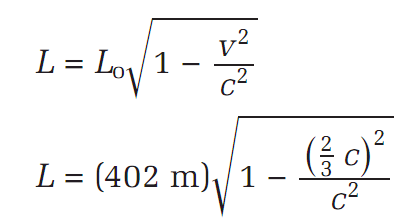 L = L₀√(1 − V²/C²)
L = (402 m)√(1 − (2/3 C)²/C²)